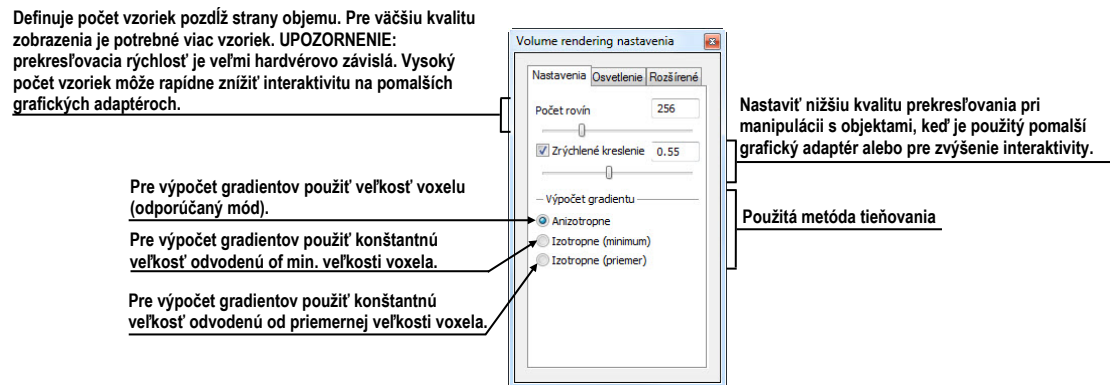 Definuje počet vzoriek pozdĺž strany objemu. Pre väčšiu kvalitu
zobrazenia je potrebné viac vzoriek. UPOZORNENIE:
prekresľovacia rýchlosť je veľmi hardvérovo závislá. Vysoký
počet vzoriek môže rapídne znížiť interaktivitu na pomalších
grafických adaptéroch.
Volume rendering nastavenia
Nastavenia Osvetlenie Rozšírené
Počet rovín 256
Zrýchlené kreslenie 0.55
Nastaviť nižšiu kvalitu prekresľovania pri
manipulácii s objektami, keď je použitý pomalší
grafický adaptér alebo pre zvýšenie interaktivity.
Pre výpočet gradientov použiť veľkosť voxelu
(odporúčaný mód).
Výpočet gradientu
Anizotropne
Izotropne (minimum)
Izotropne (priemer)
Použitá metóda tieňovania
Pre výpočet gradientov použiť konštantnú
veľkosť odvodenú of min. veľkosti voxela.
Pre výpočet gradientov použiť konštantnú
veľkosť odvodenú od priemernej veľkosti voxela.